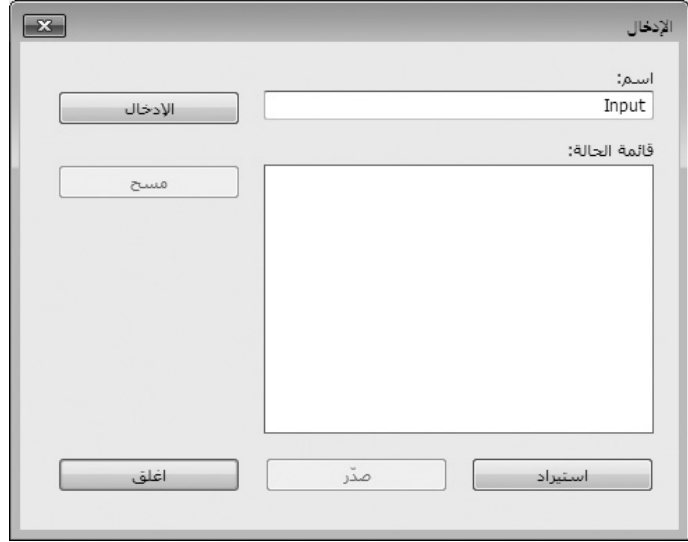 الإدخال
اسم:
Input
الإدخال
قائمة الحالة:
مسح
استيراد
صدّر
اغلق